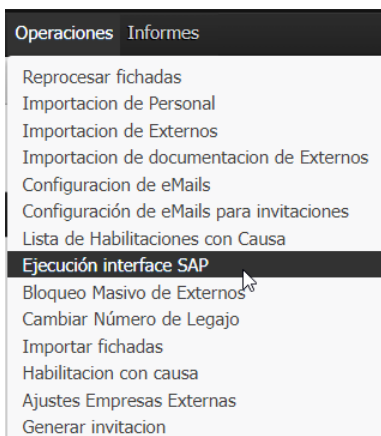 Operaciones Informes
Reprocesar fichadas
Importacion de Personal
Importacion de Externos
Importacion de documentacion de Externos
Configuracion de eMails
Configuración de eMails para invitaciones
Lista de Habilitaciones con Causa
Ejecución interface SAP
Bloqueo Masivo de Externos
Cambiar Número de Legajo
Importar fichadas
Habilitacion con causa
Ajustes Empresas Externas
Generar invitacion